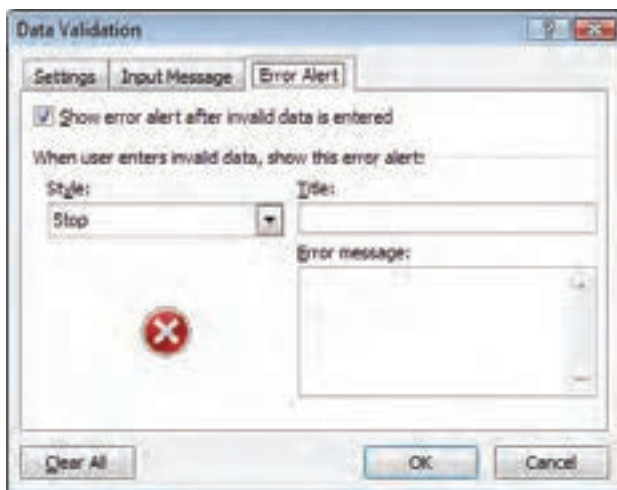 Data Validation
Settings Input Message Error Alert
Show error alert after invalid data is entered
When user enters invalid data, show this error alert:
Style: Title:
Stop
Error message:
Clear All OK Cancel